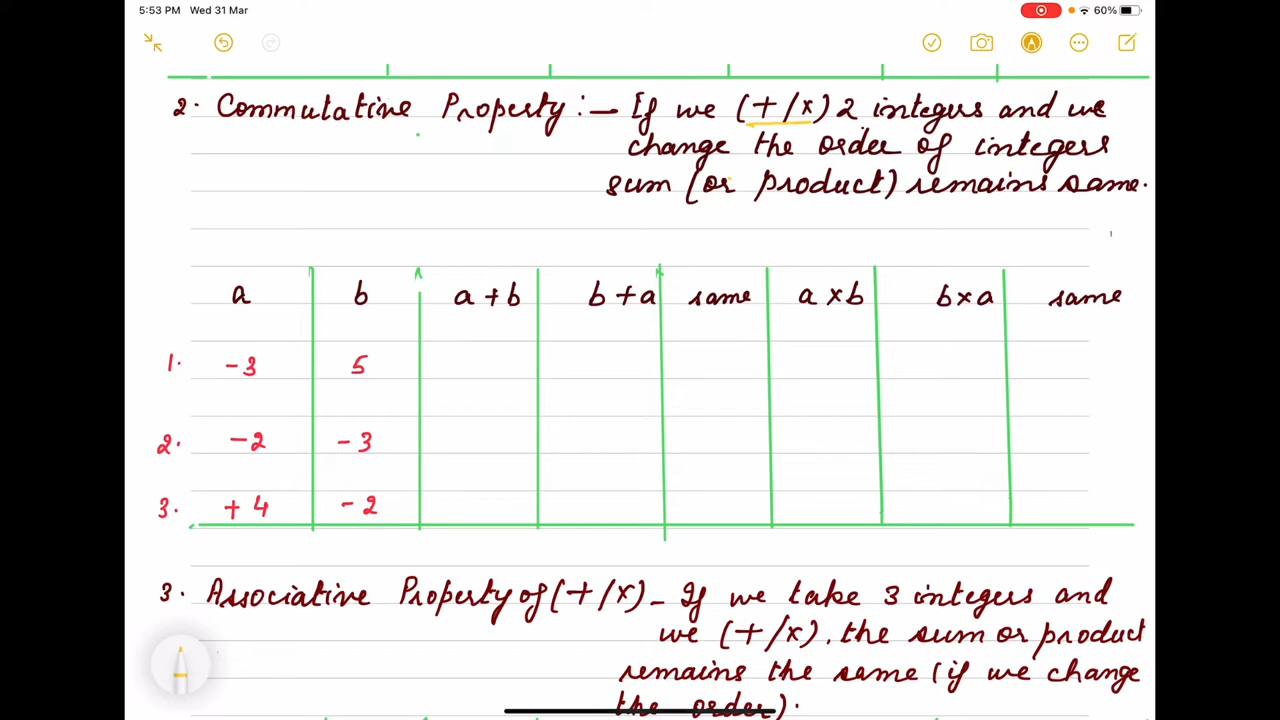 5:53 PM Wed 31 Mar 60%
2. Commutative Property :- If we (+/x) 2 integers and we
change the order of integers
sum (or product) remains same.
a b a + b b + a same a x b b x a same
1. -3 5
2. -2 -3
3. +4 -2
3. Associative Property of (+/x) - If we take 3 integers and
we (+/x). the sum or product
remains the same (if we change
the order).